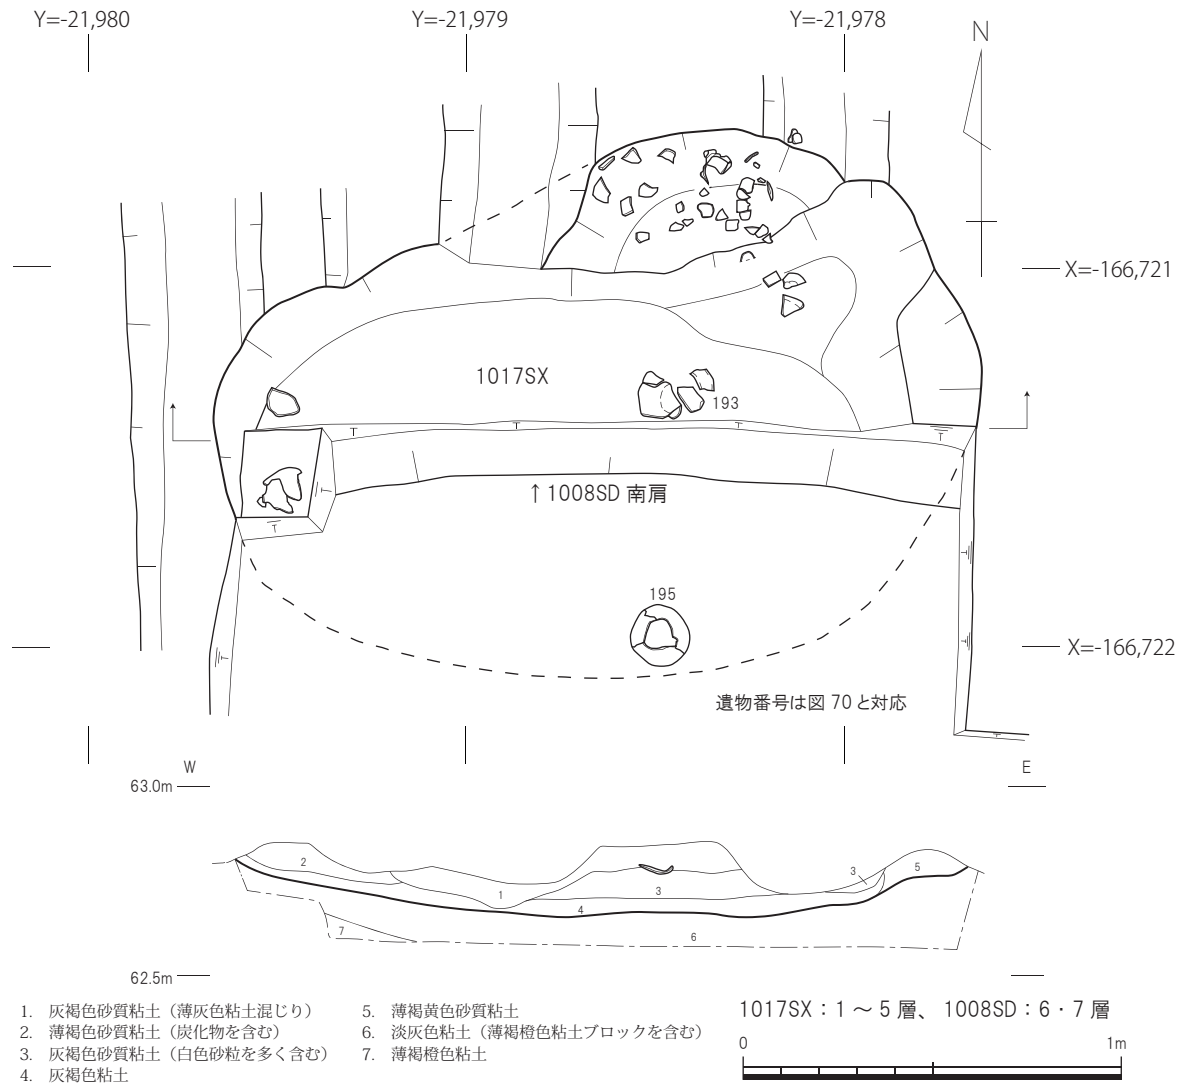 Y=-21,980 Y=-21,979 Y=-21,978
N
X=-166,721
1017SX
193
↑1008SD 南肩
195
X=-166,722
遺物番号は図 70 と対応
W E
63.0m
2 3 5
1 3
4
7 6
62.5m
1. 灰褐色砂質粘土（薄灰色粘土混じり）
2. 薄褐色砂質粘土（炭化物を含む）
3. 灰褐色砂質粘土（白色砂粒を多く含む）
4. 灰褐色粘土
5. 薄褐黄色砂質粘土
6. 淡灰色粘土（薄褐橙色粘土ブロックを含む）
7. 薄褐橙色粘土
1017SX：1 ～ 5 層、 1008SD：6・7 層
0 1m